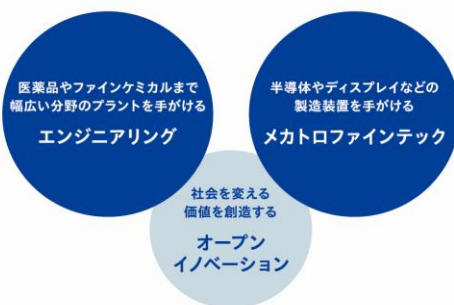 医薬品やファインケミカルまで
幅広い分野のプラントを手がける
エンジニアリング
半導体やディスプレイなどの
製造装置を手がける
メカトロファインテック
社会を変える
価値を創造する
オープン
イノベーション